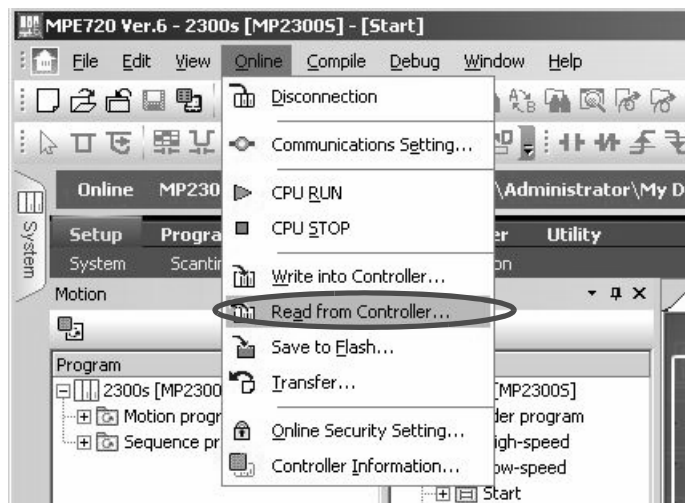 MPE720 Ver.6 - 2300s [MP2300S] - [Start]
File Edit View Online Compile Debug Window Help
Disconnection
Communications Setting...
Online MP230 \Administrator\My D
CPU RUN
System
Setup Progra er Utility
CPU STOP
System Scantin on
Write into Controller...
Motion
Read from Controller...
Save to Flash...
Program
2300s [MP2300 Transfer... [MP2300S]
Motion progr der program
Sequence pr Online Security Setting... igh-speed
Controller Information... ow-speed
Start